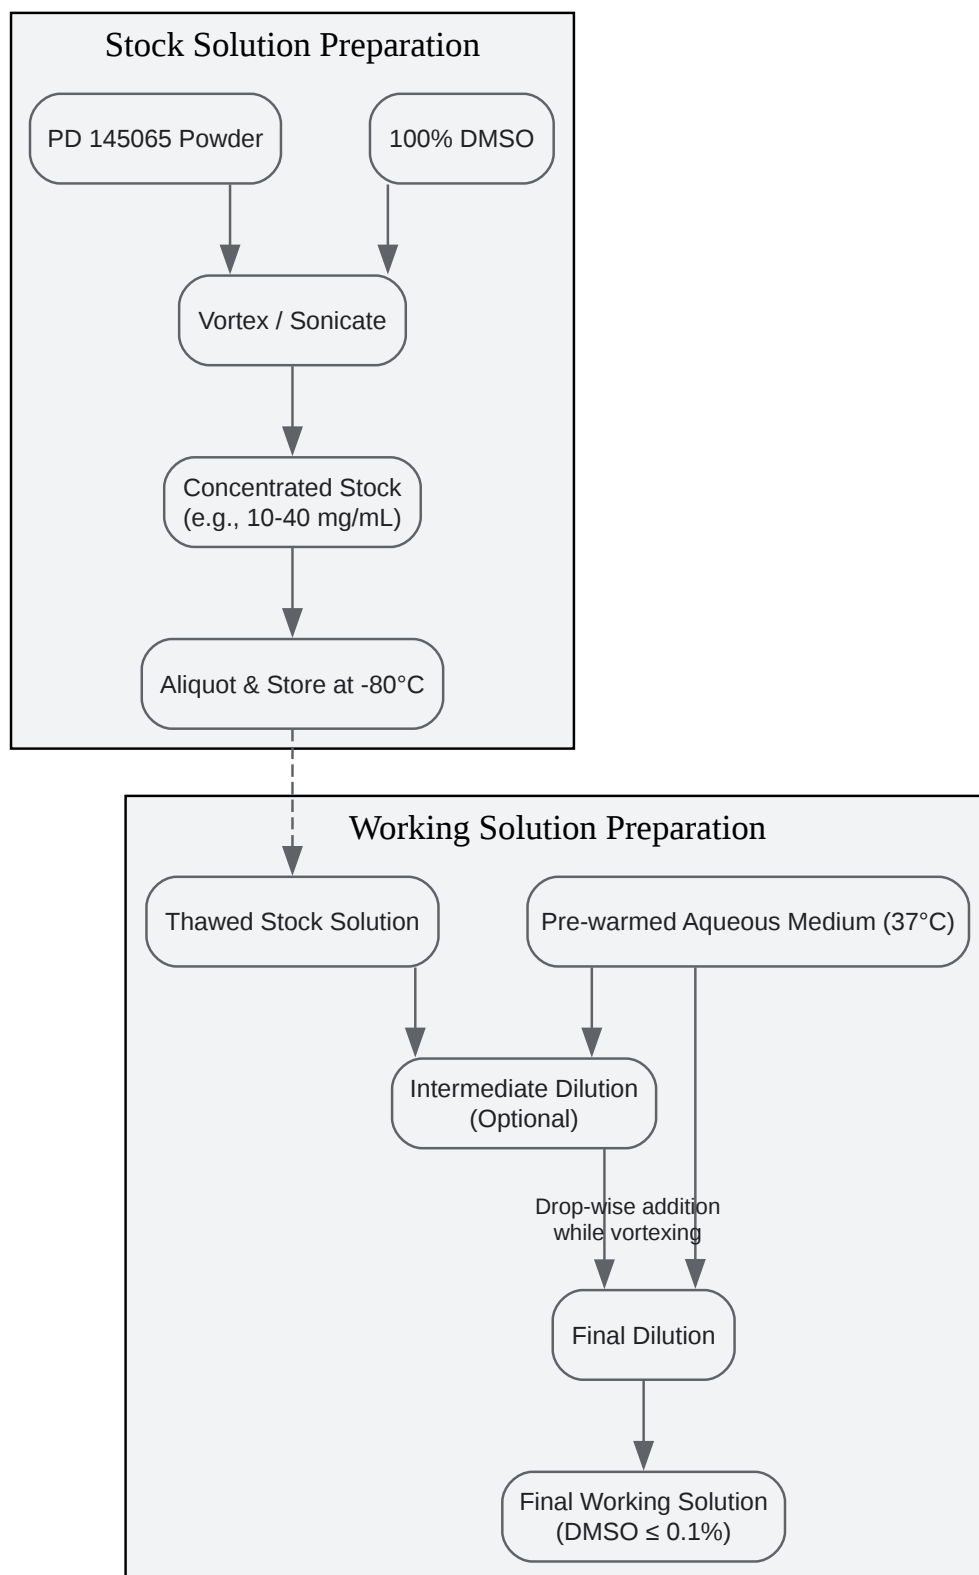 Stock Solution Preparation
PD 145065 Powder
100% DMSO
Vortex / Sonicate
Concentrated Stock
(e.g., 10-40 mg/mL)
Aliquot & Store at -80°C
Working Solution Preparation
Thawed Stock Solution
Pre-warmed Aqueous Medium (37°C)
Intermediate Dilution
(Optional)
Drop-wise addition
while vortexing
Final Dilution
Final Working Solution
(DMSO ≤ 0.1%)